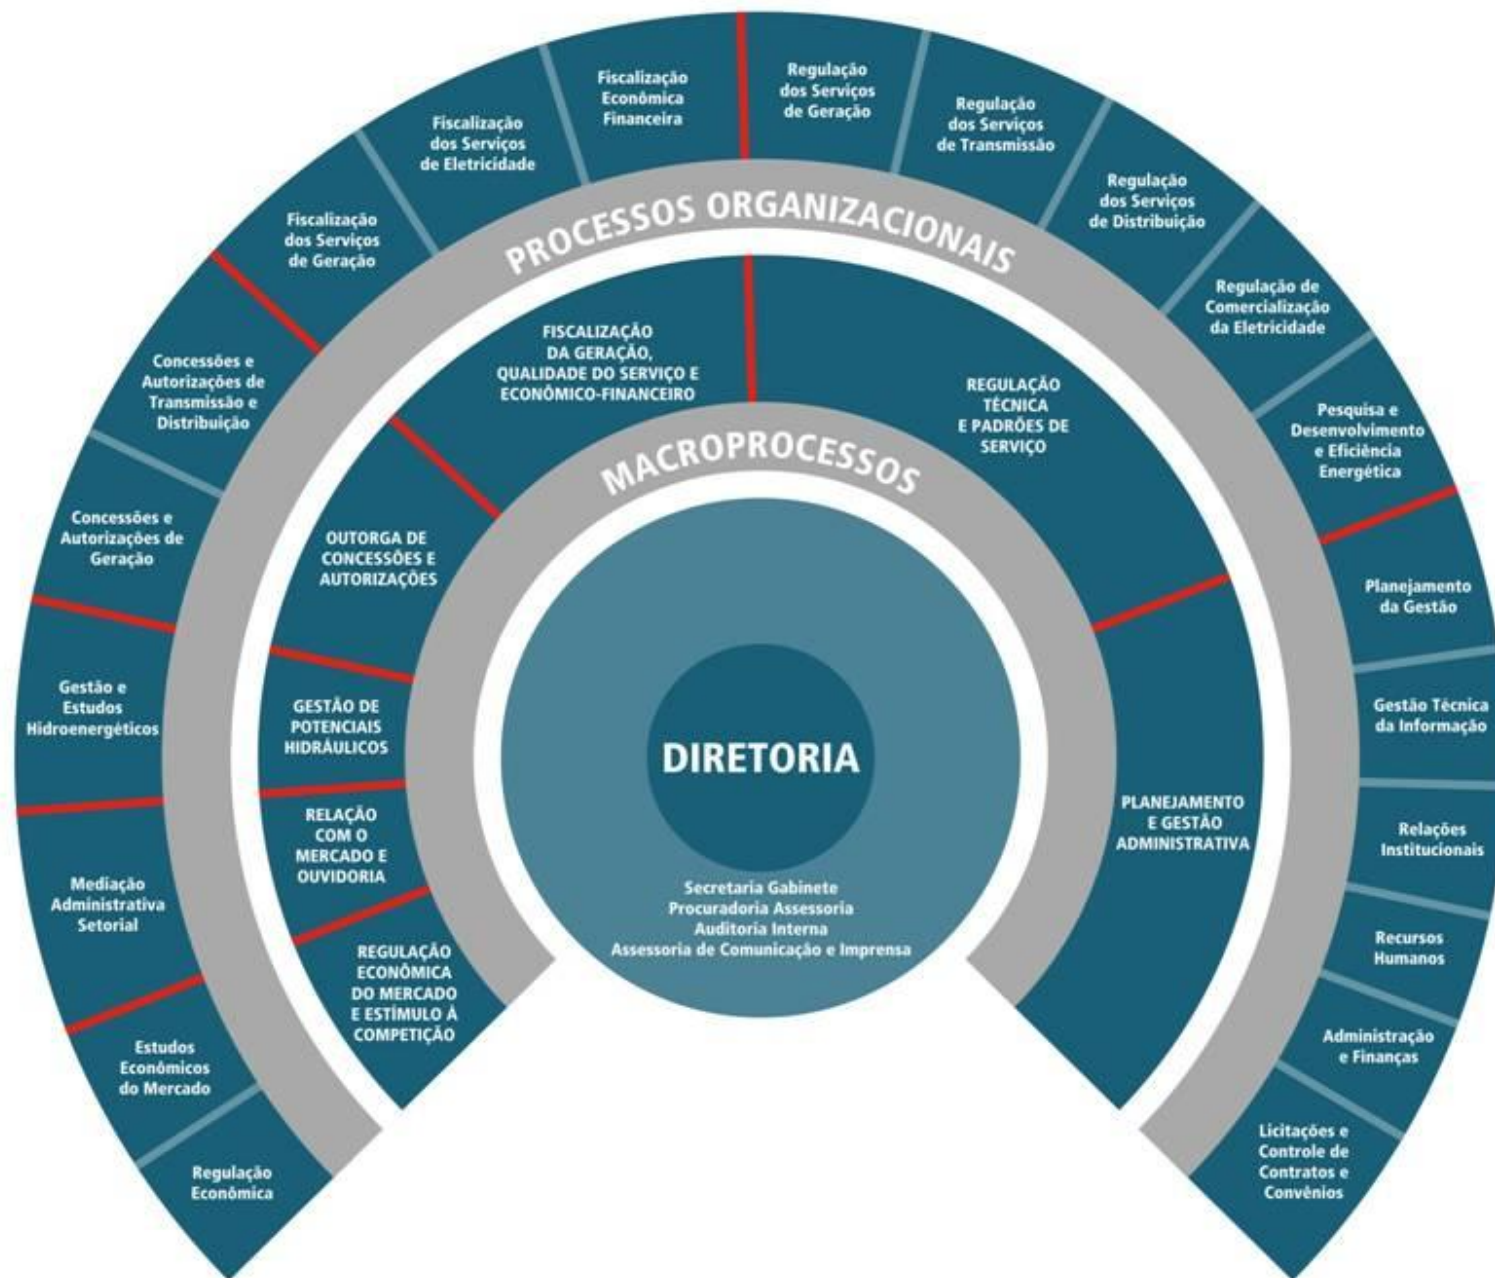 Fiscalização
Econômica
Financeira
Regulação
dos Serviços
de Geração
Fiscalização
dos Serviços
de Eletricidade
Regulação
dos Serviços
de Transmissão
Fiscalização
dos Serviços
de Geração
Regulação
dos Serviços
de Distribuição
Concessões e
Autorizações de
Transmissão e
Distribuição
Regulação de
Comercialização
da Eletricidade
Concessões e
Autorizações de
Geração
Pesquisa e
Desenvolvimento
e Eficiência
Energética
Gestão e
Estudos
Hidroenergéticos
Planejamento
da Gestão
Mediação
Administrativa
Setorial
Gestão Técnica
da Informação
Estudos
Econômicos
do Mercado
Relações
Institucionais
Regulação
Econômica
Recursos
Humanos
Administração
e Finanças
Licitações e
Controle de
Contratos e
Convênios
PROCESSOS ORGANIZACIONAIS
FISCALIZAÇÃO
DA GERAÇÃO,
QUALIDADE DO SERVIÇO E
ECONÔMICO-FINANCEIRO
REGULAÇÃO
TÉCNICA
E PADRÕES DE
SERVIÇO
OUTORGA DE
CONCESSÕES E
AUTORIZAÇÕES
GESTÃO DE
POTENCIAIS
HIDRÁULICOS
RELAÇÃO
COM O
MERCADO E
OUVIDORIA
REGULAÇÃO
ECONÔMICA
DO MERCADO
E ESTÍMULO À
COMPETIÇÃO
PLANEJAMENTO
E GESTÃO
ADMINISTRATIVA
MACROPROCESSOS
DIRETORIA
Secretaria Gabinete
Procuradoria Assessoria
Auditoria Interna
Assessoria de Comunicação e Imprensa